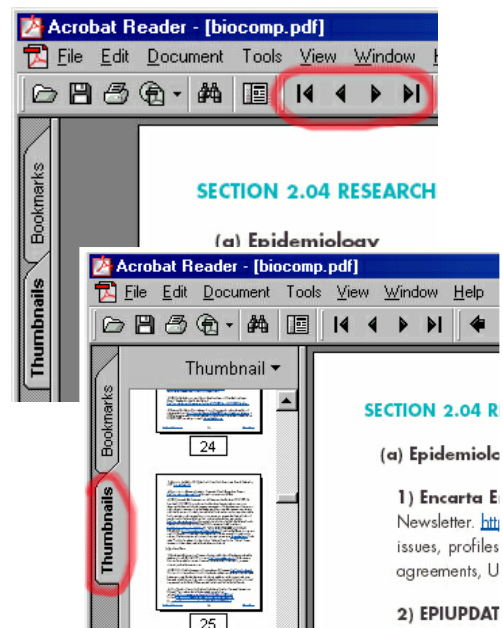 Acrobat Reader - [biocomp.pdf]
File Edit Document Tools View Window
Bookmarks
Thumbnails
SECTION 2.04 RESEARCH
(a) Epidemiology
Acrobat Reader - [biocomp.pdf]
File Edit Document Tools View Window Help
Bookmarks
Thumbnails
Thumbnail
24
25
SECTION 2.04 R
(a) Epidemiolo
1) Encarta E
Newsletter. htt
issues, profiles
agreements, U
2) EPIUPDAT